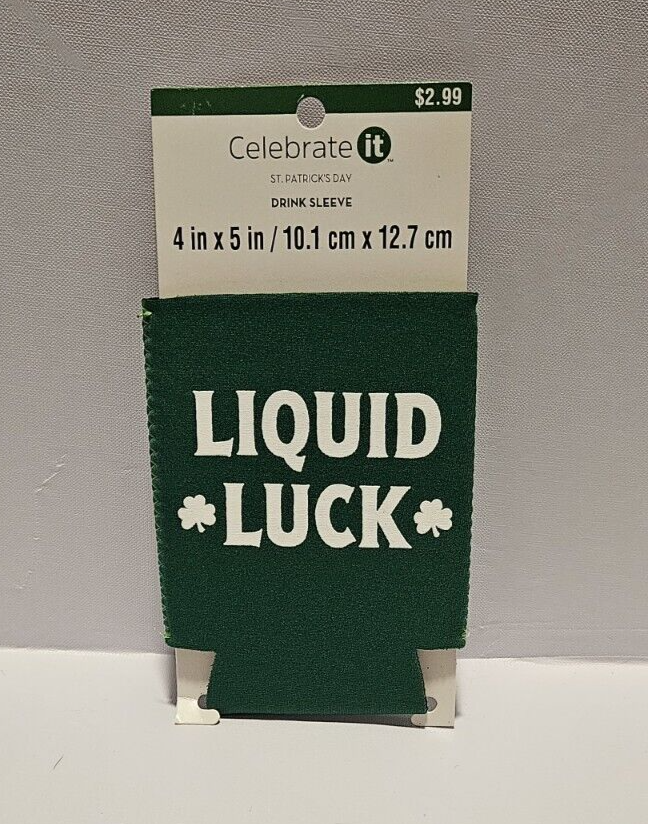 $2.99
Celebrate it™
ST. PATRICK'S DAY
DRINK SLEEVE
4 in x 5 in / 10.1 cm x 12.7 cm
LIQUID
LUCK